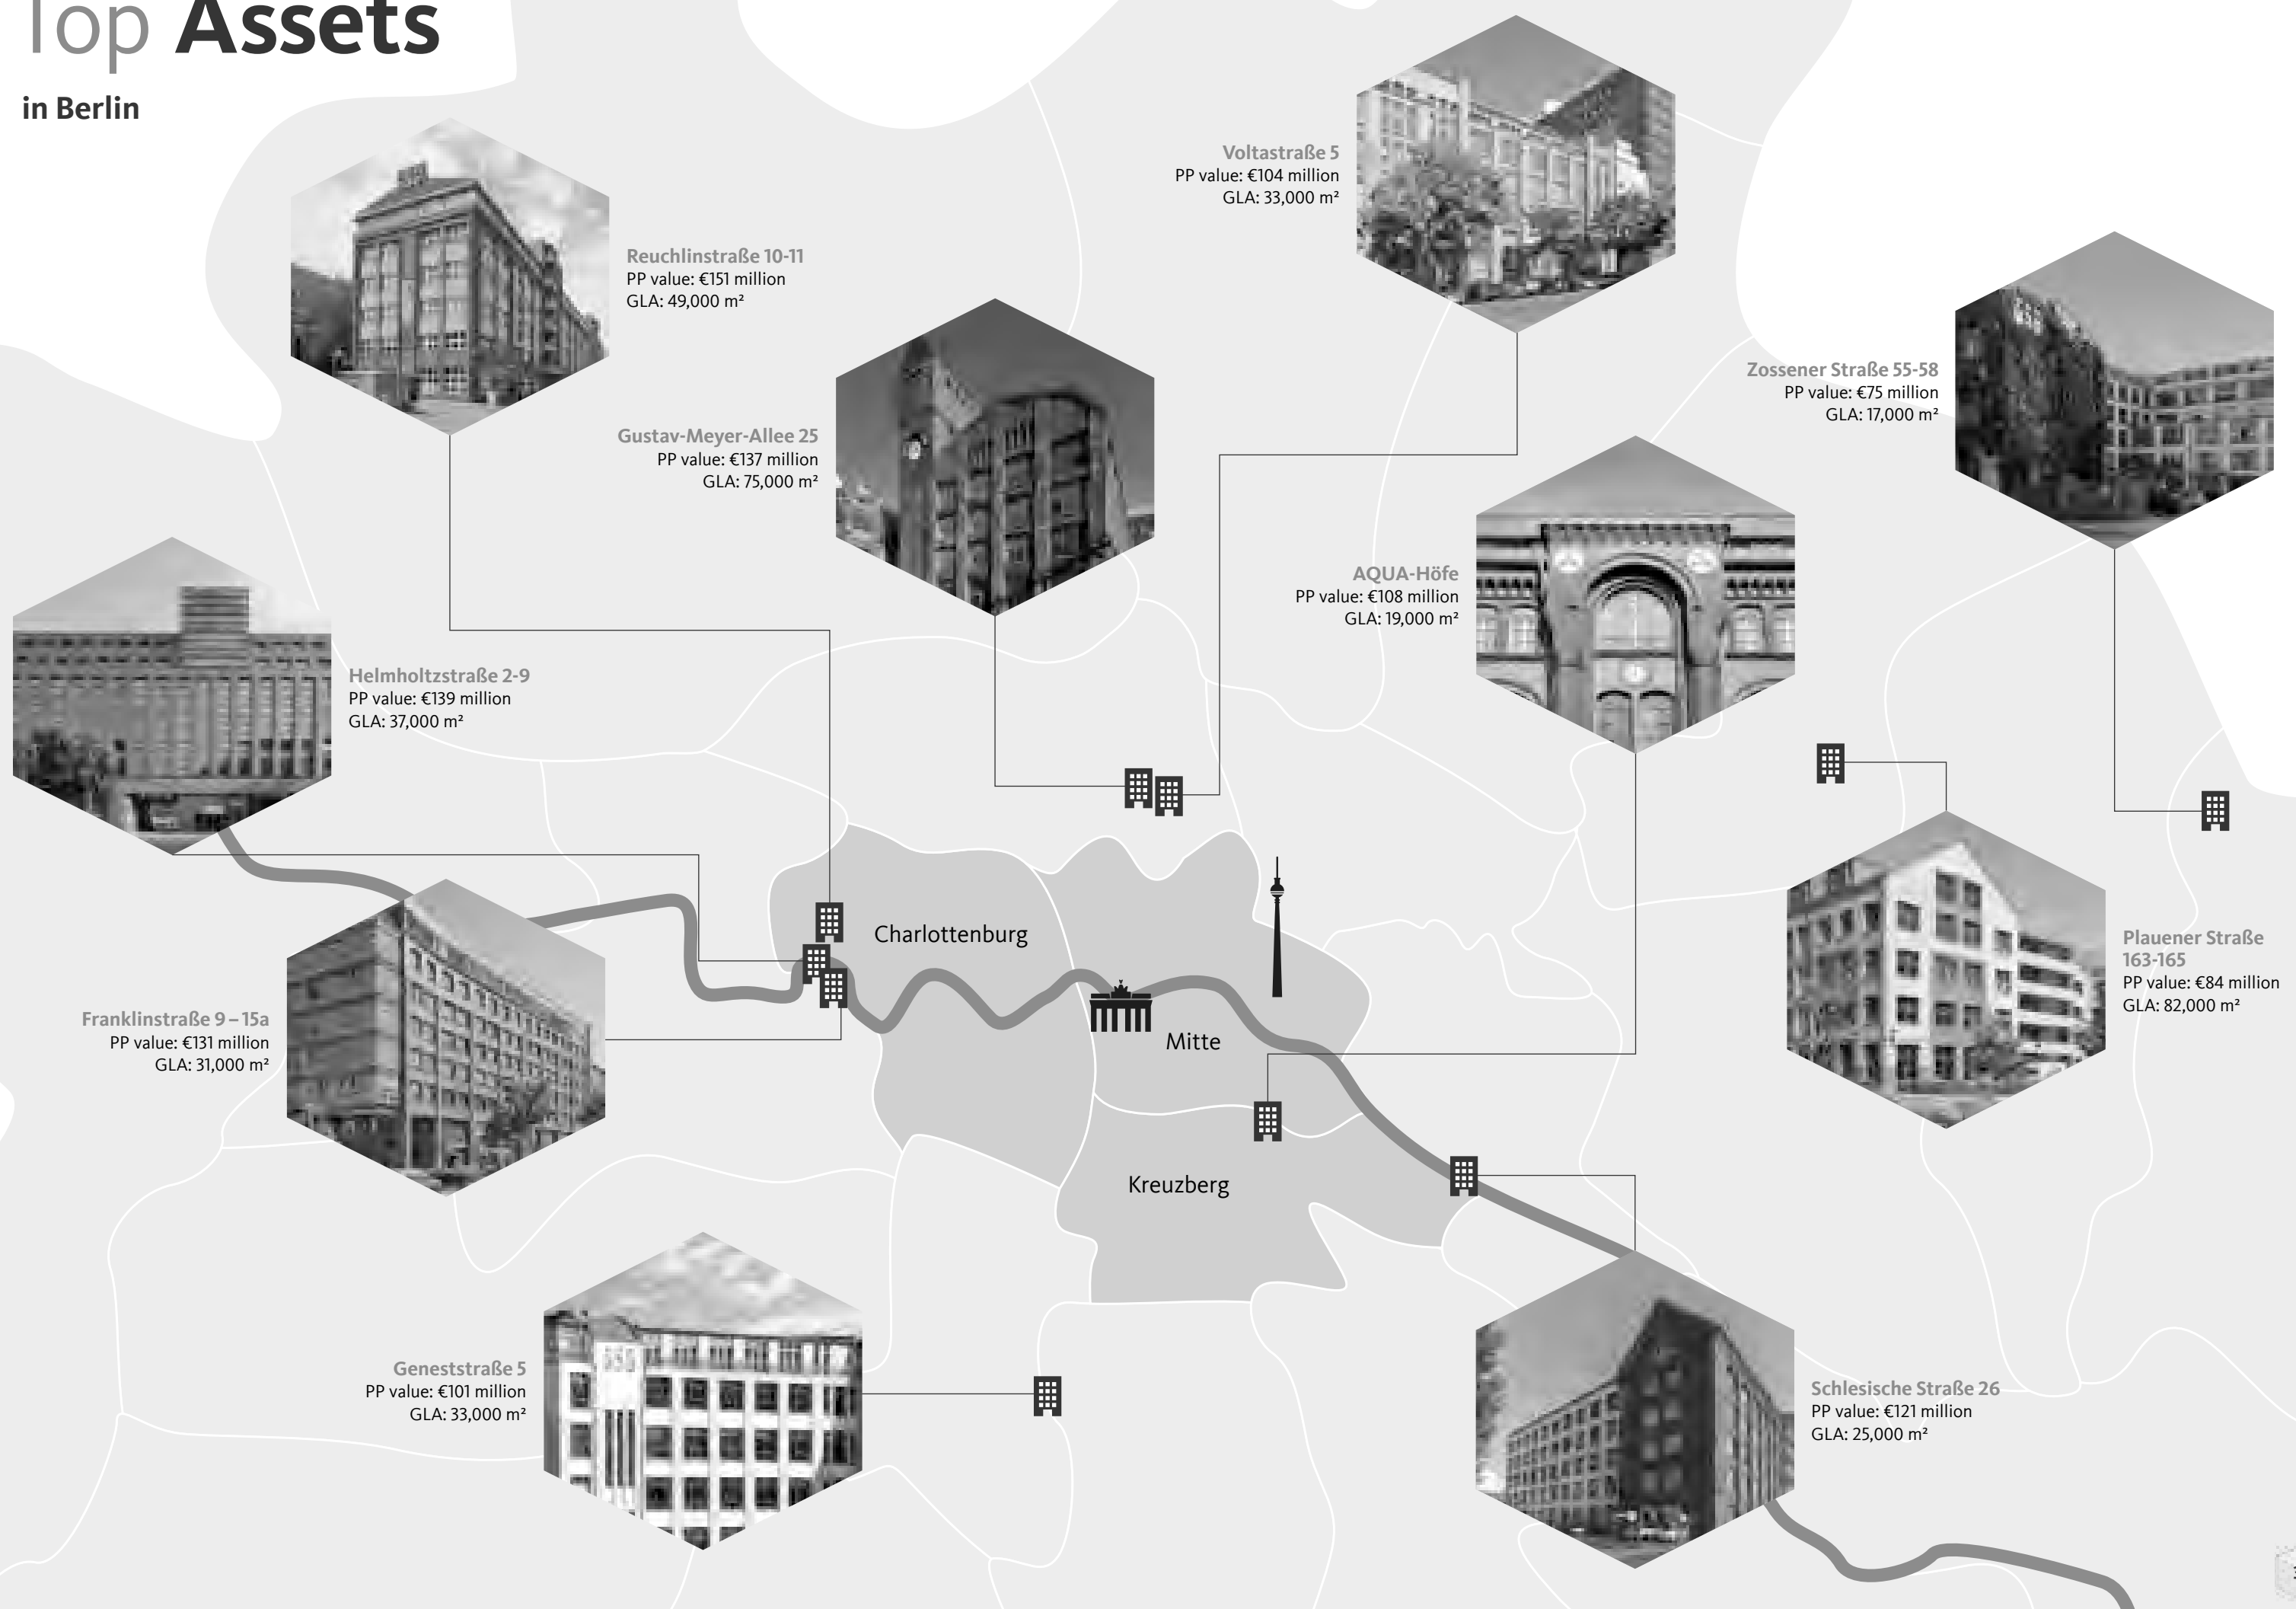 Top Assets
in Berlin
Voltastraße 5
PP value: €104 million
GLA: 33,000 m²
Reuchlinstraße 10-11
PP value: €151 million
GLA: 49,000 m²
Zossener Straße 55-58
PP value: €75 million
GLA: 17,000 m²
Gustav-Meyer-Allee 25
PP value: €137 million
GLA: 75,000 m²
AQUA-Höfe
PP value: €108 million
GLA: 19,000 m²
Helmholtzstraße 2-9
PP value: €139 million
GLA: 37,000 m²
Charlottenburg
Plauener Straße
163-165
PP value: €84 million
GLA: 82,000 m²
Franklinstraße 9 – 15a
PP value: €131 million
GLA: 31,000 m²
Mitte
Kreuzberg
Geneststraße 5
PP value: €101 million
GLA: 33,000 m²
Schlesische Straße 26
PP value: €121 million
GLA: 25,000 m²